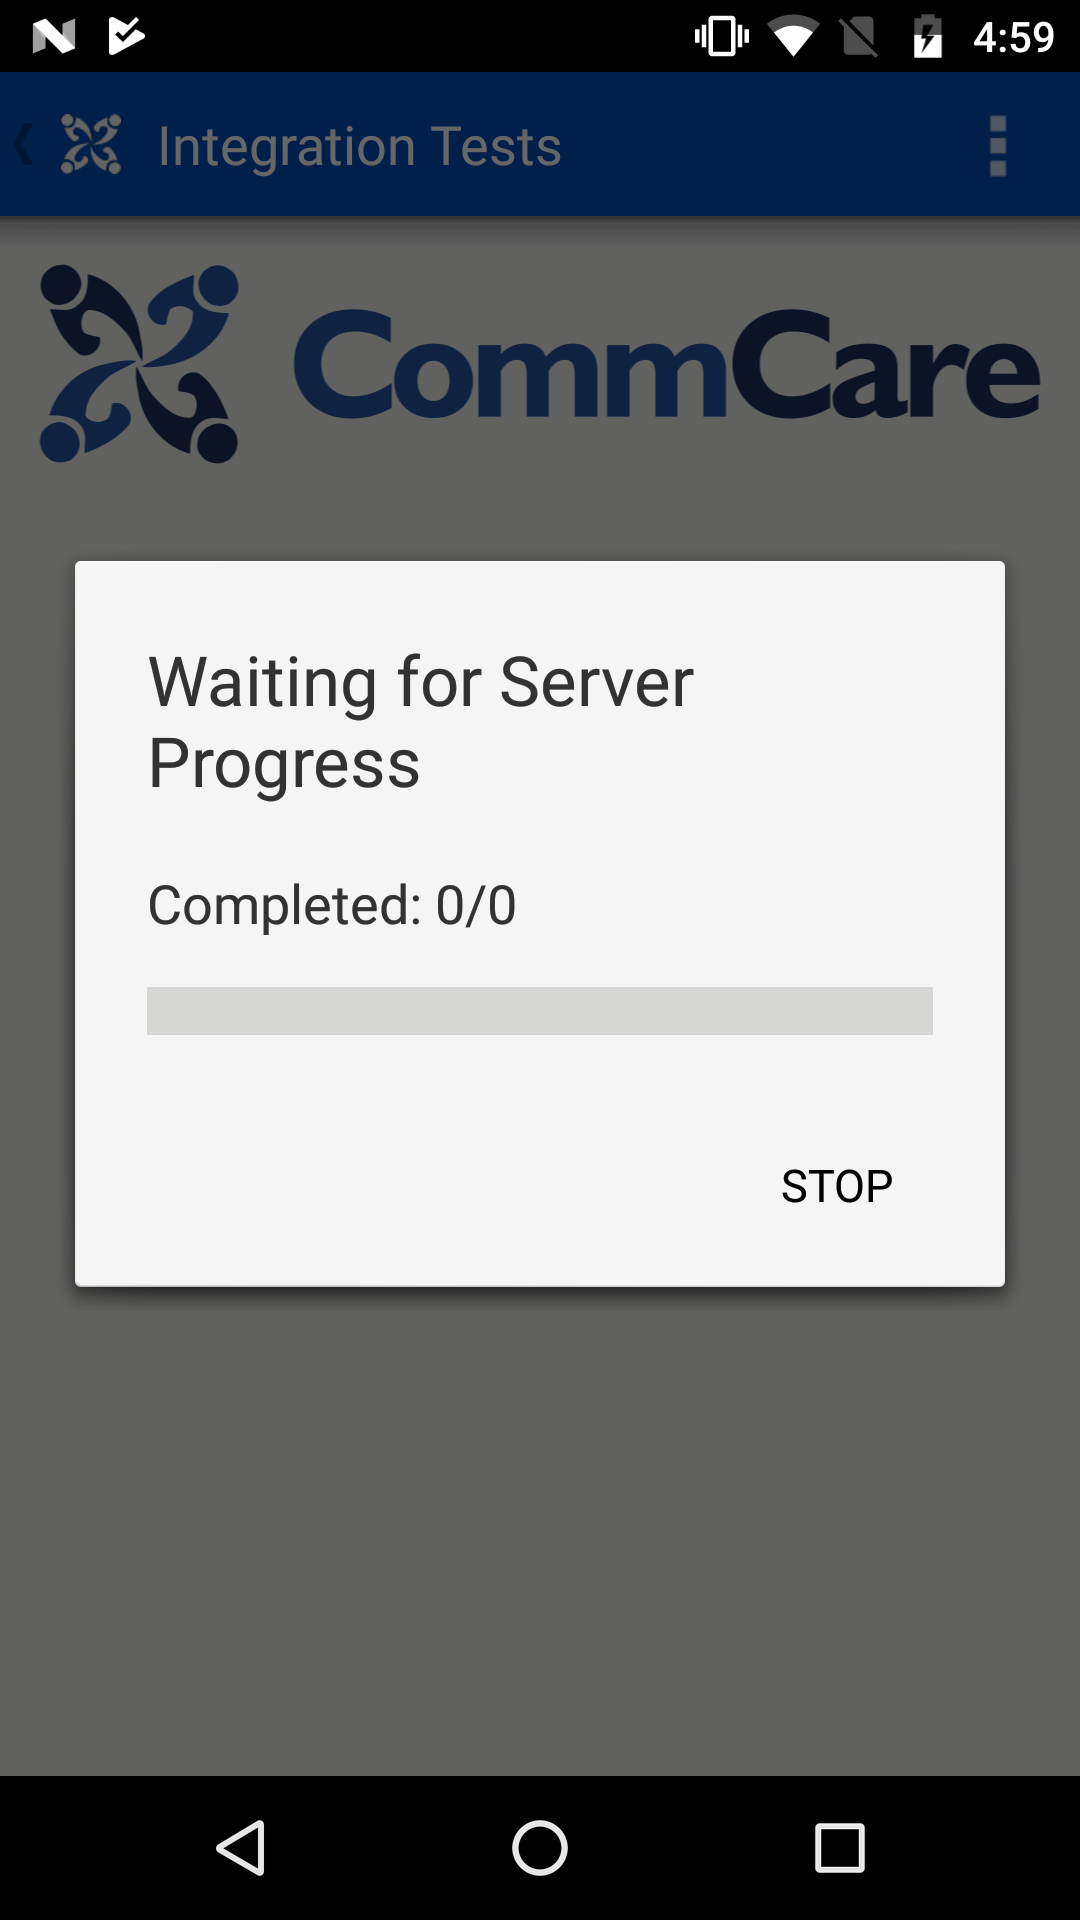 4:59
Integration Tests
CommCare
Waiting for Server
Progress
Completed: 0/0
STOP